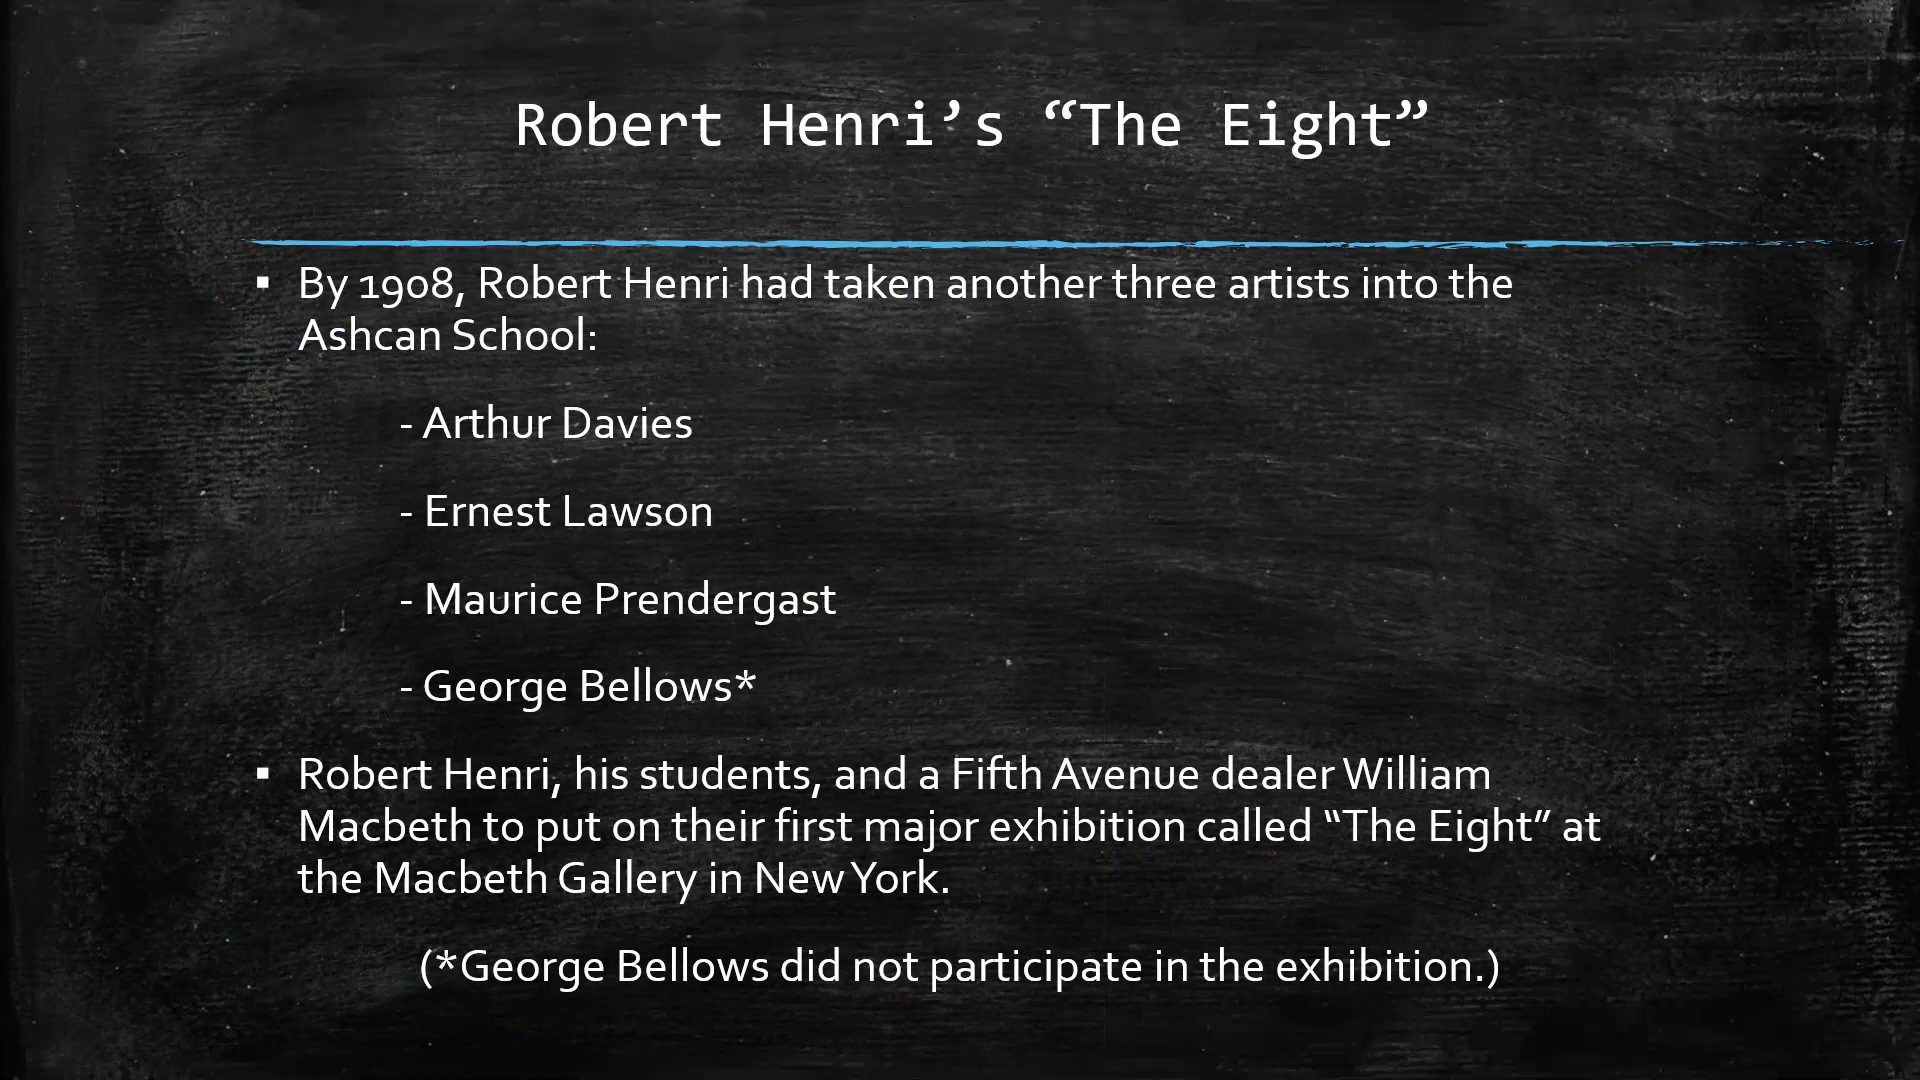 Robert Henri’s “The Eight”
▪ By 1908, Robert Henri had taken another three artists into the
Ashcan School:
- Arthur Davies
- Ernest Lawson
- Maurice Prendergast
- George Bellows*
▪ Robert Henri, his students, and a Fifth Avenue dealer William
Macbeth to put on their first major exhibition called “The Eight” at
the Macbeth Gallery in New York.
(*George Bellows did not participate in the exhibition.)